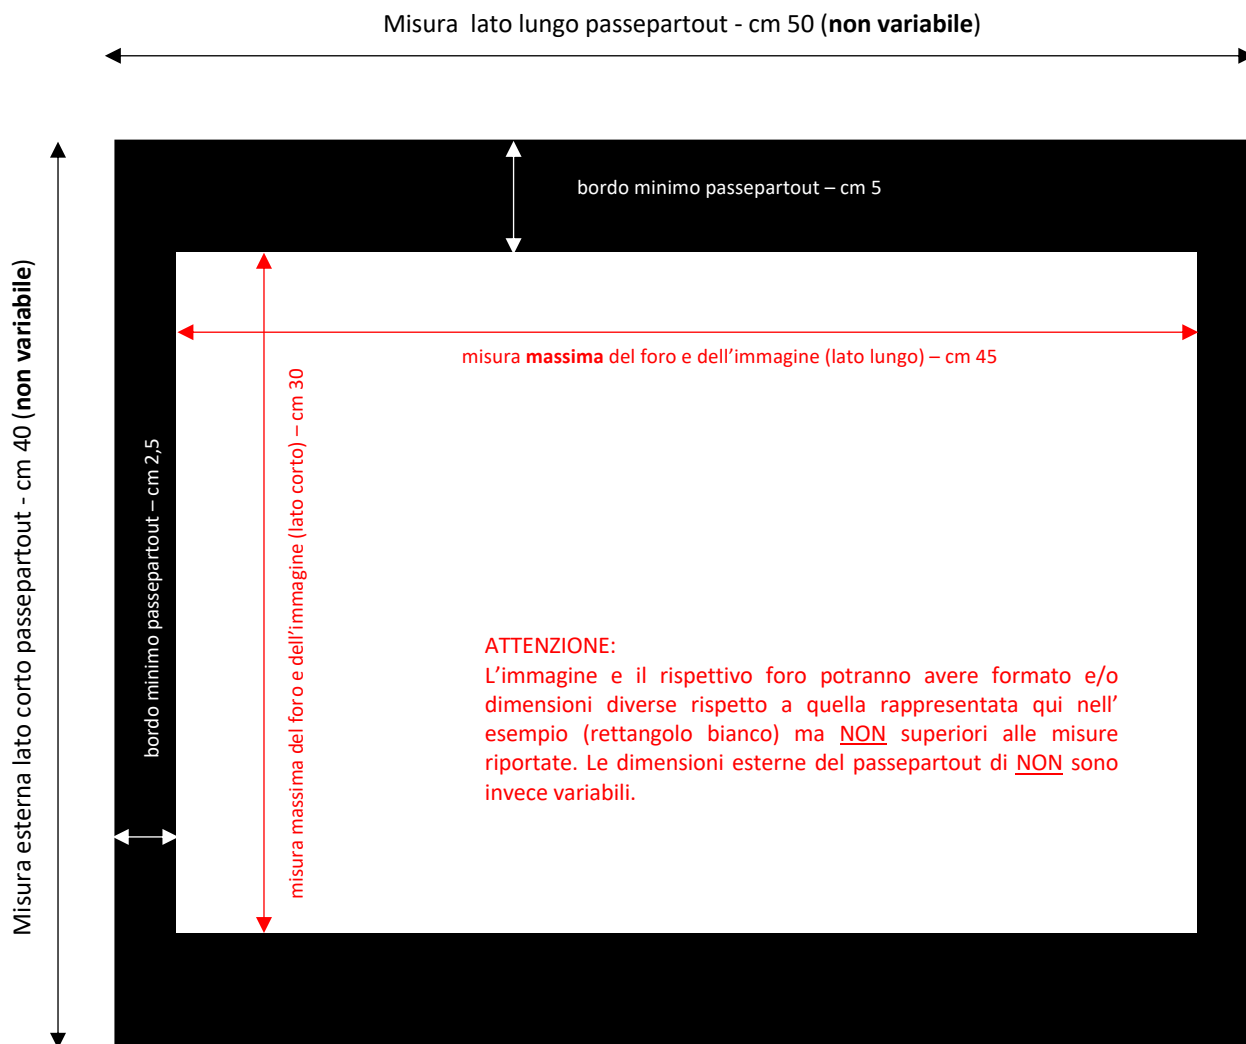 Misura  lato lungo passepartout - cm 50 (non variabile)
bordo minimo passepartout – cm 5
Misura esterna lato corto passepartout - cm 40 (non variabile)
bordo minimo passepartout – cm 2,5
misura massima del foro e dell’immagine (lato corto) – cm 30
misura massima del foro e dell’immagine (lato lungo) – cm 45
ATTENZIONE:
L’immagine e il rispettivo foro potranno avere formato e/o
dimensioni diverse rispetto a quella rappresentata qui nell’
esempio (rettangolo bianco) ma NON superiori alle misure
riportate. Le dimensioni esterne del passepartout di NON sono
invece variabili.